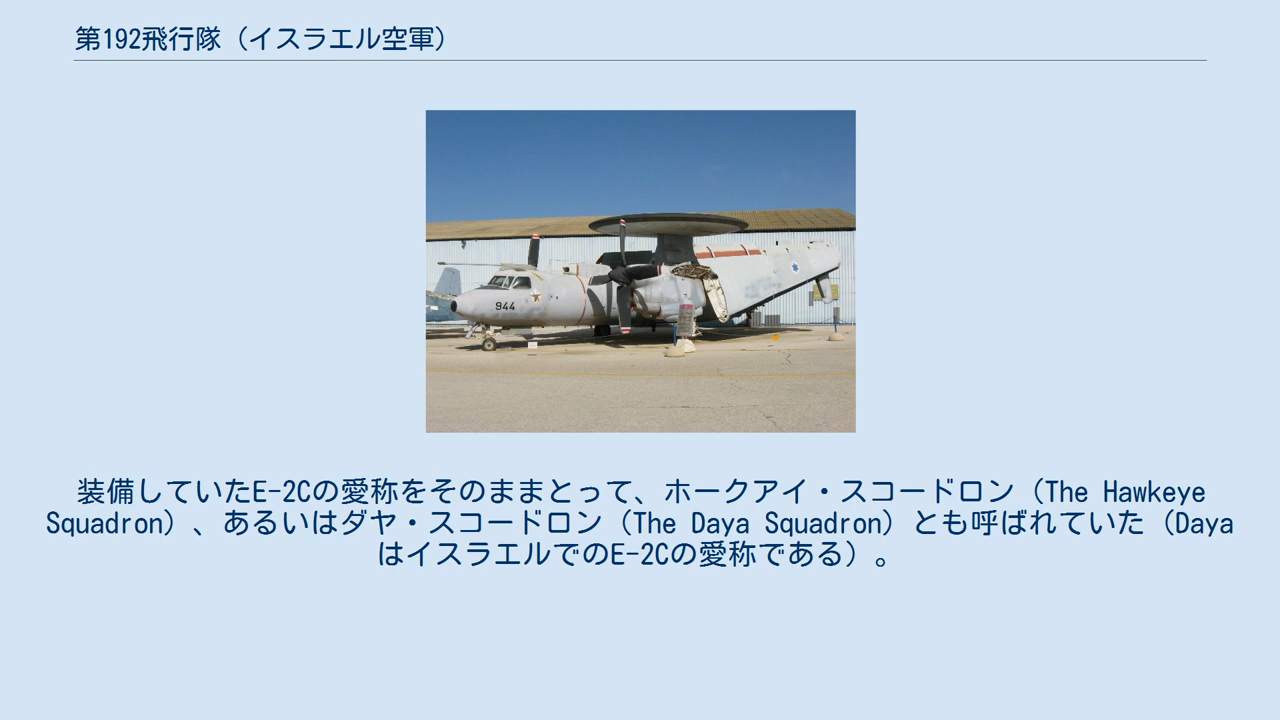 第192飛行隊（イスラエル空軍）
944
装備していたE-2Cの愛称をそのままとって、ホークアイ・スコードロン（The Hawkeye
Squadron）、あるいはダヤ・スコードロン（The Daya Squadron）とも呼ばれていた（Daya
はイスラエルでのE-2Cの愛称である）。